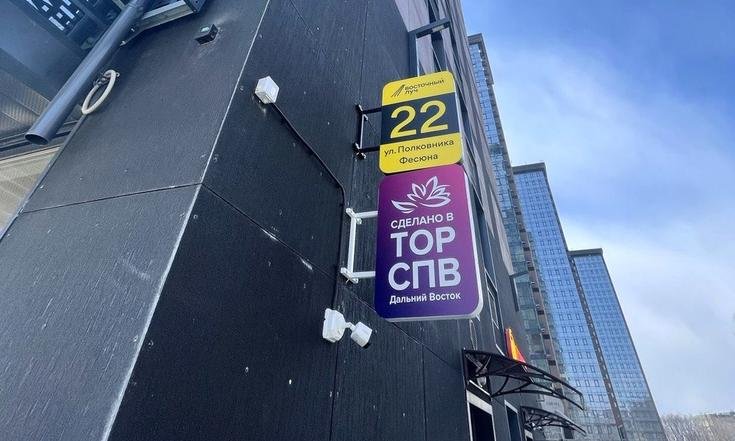 восточный
луч
22
ул. Полковника
Фесюна
СДЕЛАНО В
ТОР
СПВ
Дальний Восток